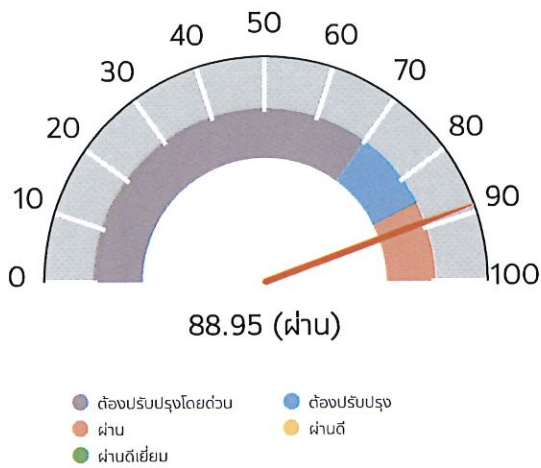 50
40
60
30
70
20
80
10
90
0
100
88.95 (ผ่าน)
ต้องปรับปรุงโดยด่วน
ต้องปรับปรุง
ผ่าน
ผ่านดี
ผ่านดีเยี่ยม